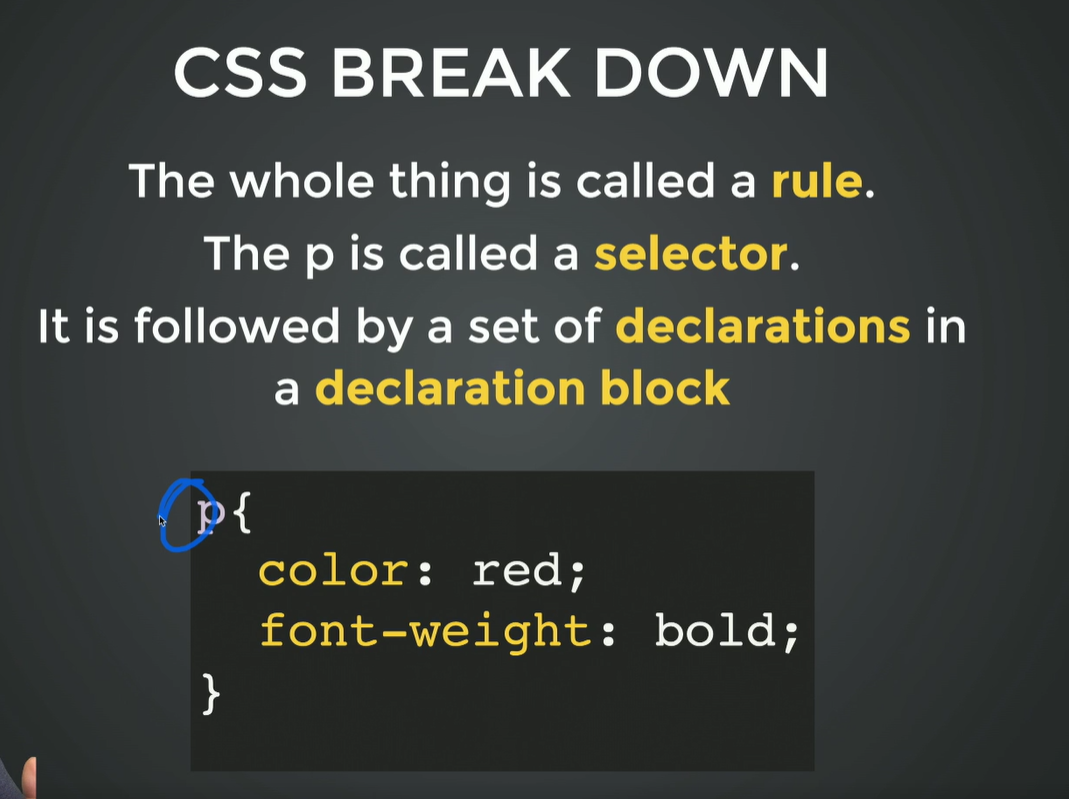 CSS BREAK DOWN
The whole thing is called a rule.
The p is called a selector.
It is followed by a set of declarations in
a declaration block
p{
color: red;
font-weight: bold;
}